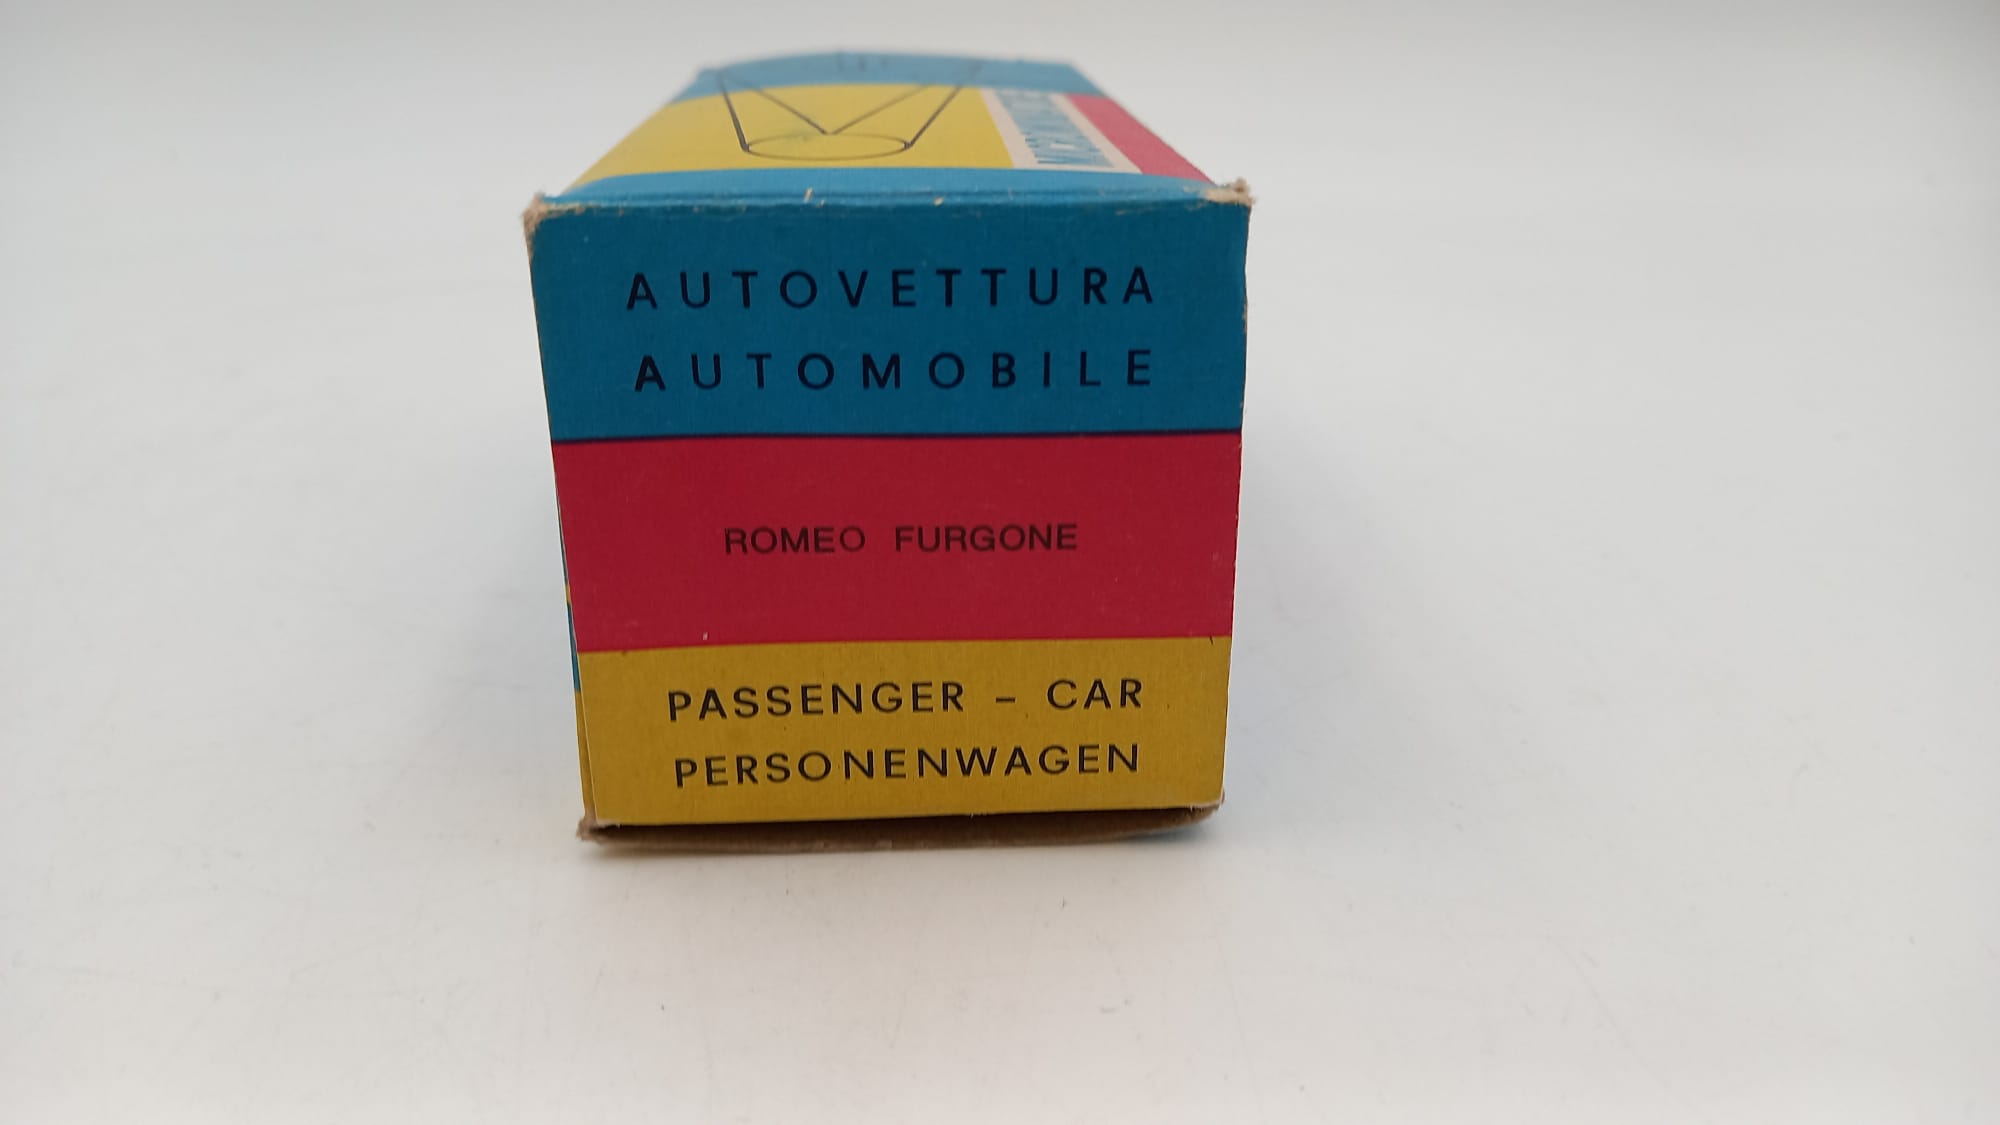 AUTOVETTURA
AUTOMOBILE
ROMEO FURGONE
PASSENGER – CAR
PERSONENWAGEN